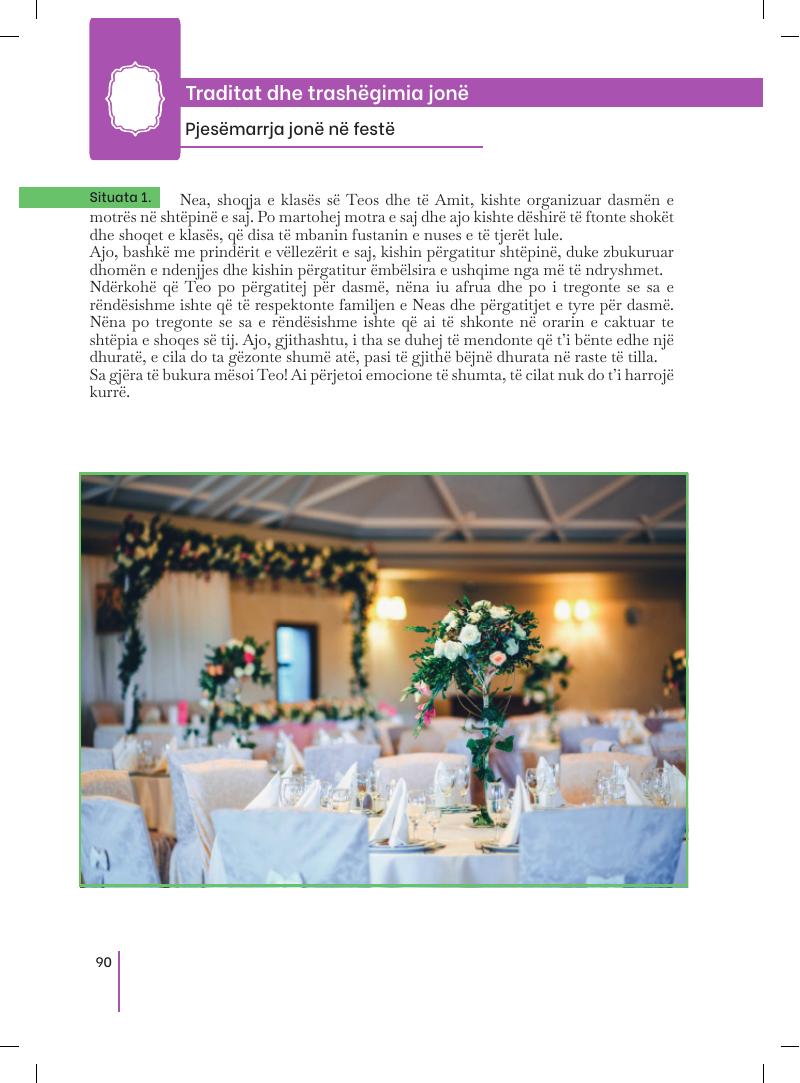 Traditat dhe trashëgimia jonë
Pjesëmarrja jonë në festë
Situata 1. Nea, shoqja e klasës së Teos dhe të Amit, kishte organizuar dasmën e
motrës në shtëpinë e saj. Po martohej motra e saj dhe ajo kishte dëshirë të ftonte shokët
dhe shoqet e klasës, që disa të mbanin fustanin e nuses e të tjerët lule.
Ajo, bashkë me prindërit e vëllezërit e saj, kishin përgatitur shtëpinë, duke zbukuruar
dhomën e ndenjjes dhe kishin përgatitur ëmbëlsira e ushqime nga më të ndryshmet.
Ndërkohë që Teo po përgatitej për dasmë, nëna iu afrua dhe po i tregonte se sa e
rëndësishme ishte që të respektonte familjen e Neas dhe përgatitjet e tyre për dasmë.
Nëna po tregonte se sa e rëndësishme ishte që ai të shkonte në orarin e caktuar te
shtëpia e shoqes së tij. Ajo, gjithashtu, i tha se duhej të mendonte që t'i bënte edhe një
dhuratë, e cila do ta gëzonte shumë atë, pasi të gjithë bëjnë dhurata në raste të tilla.
Sa gjëra të bukura mësoi Teo! Ai përjetoi emocione të shumta, të cilat nuk do t'i harrojë
kurrë.
90